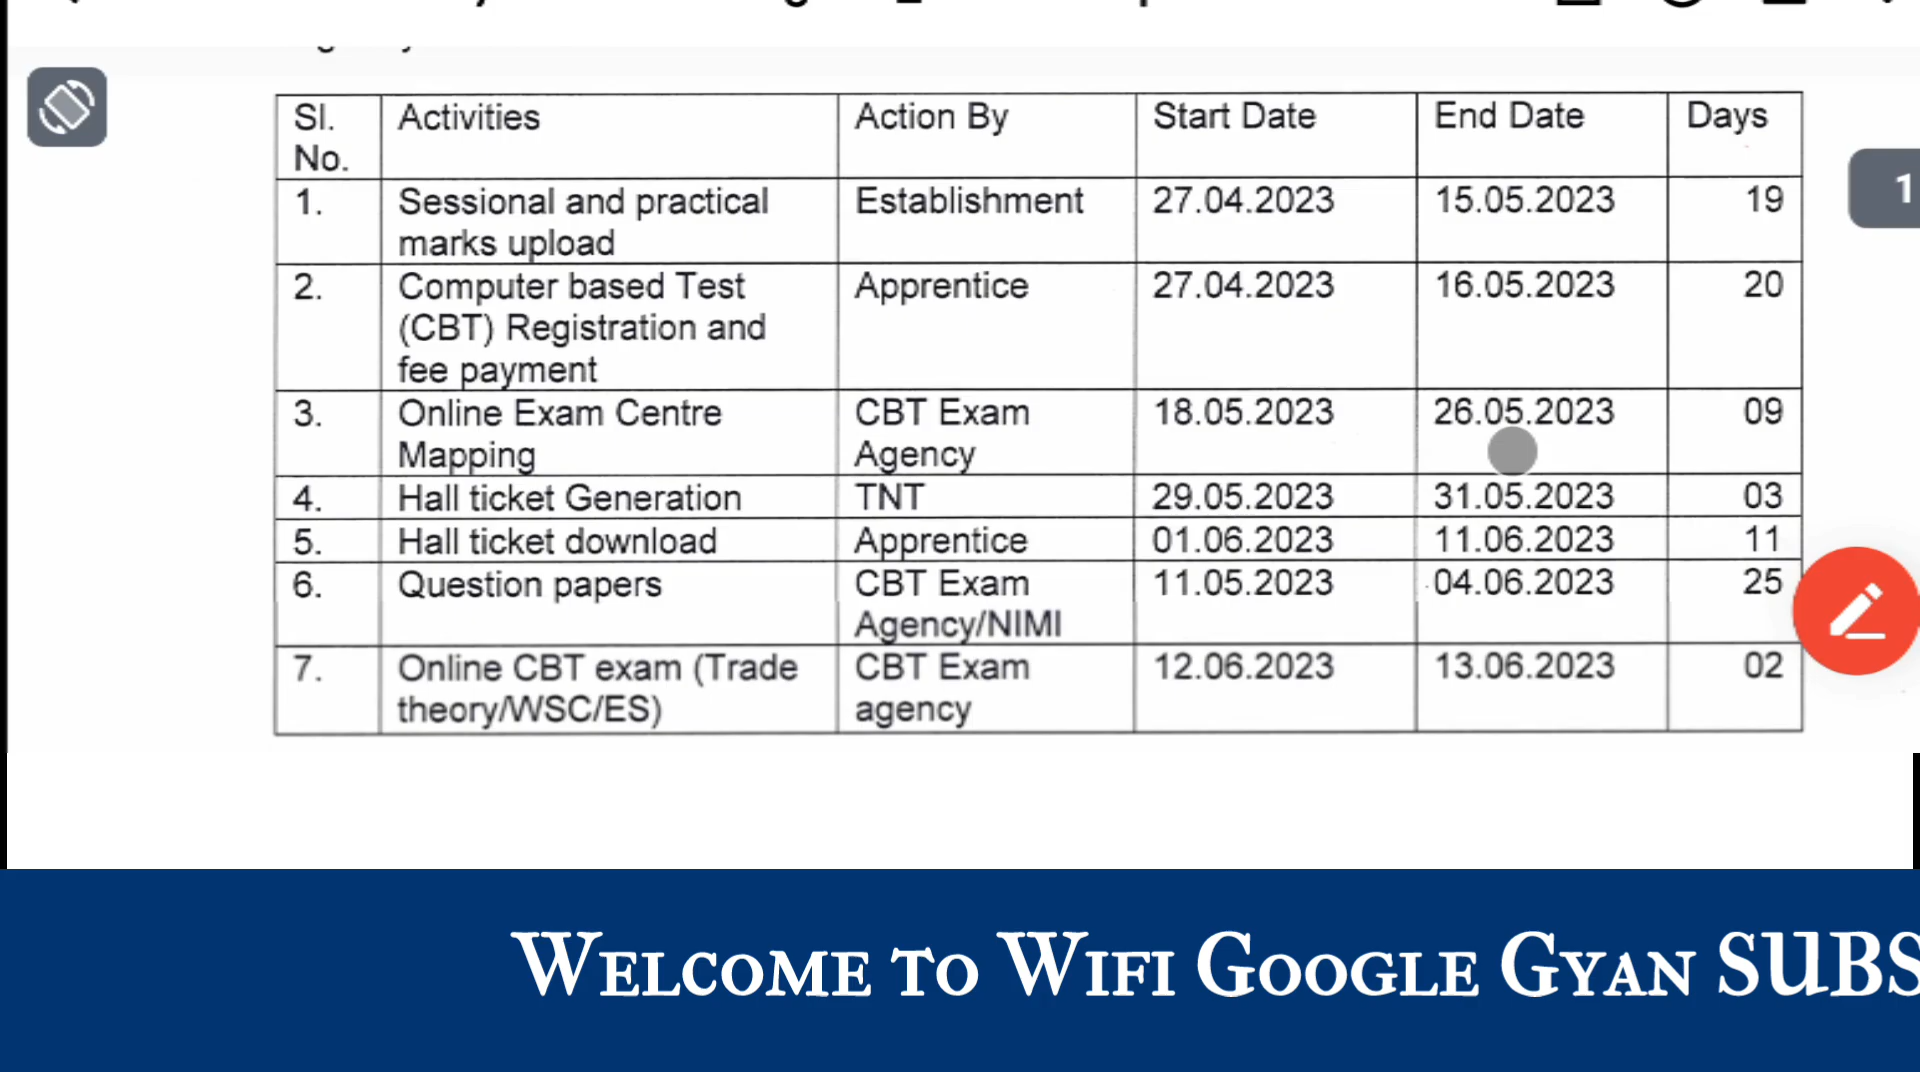 Sl. No. Activities Action By Start Date End Date Days
1. Sessional and practical marks upload Establishment 27.04.2023 15.05.2023 19
2. Computer based Test (CBT) Registration and fee payment Apprentice 27.04.2023 16.05.2023 20
3. Online Exam Centre Mapping CBT Exam Agency 18.05.2023 26.05.2023 09
4. Hall ticket Generation TNT 29.05.2023 31.05.2023 03
5. Hall ticket download Apprentice 01.06.2023 11.06.2023 11
6. Question papers CBT Exam Agency/NIMI 11.05.2023 04.06.2023 25
7. Online CBT exam (Trade theory/WSC/ES) CBT Exam agency 12.06.2023 13.06.2023 02
1
WELCOME TO WIFI GOOGLE GYAN SUBS